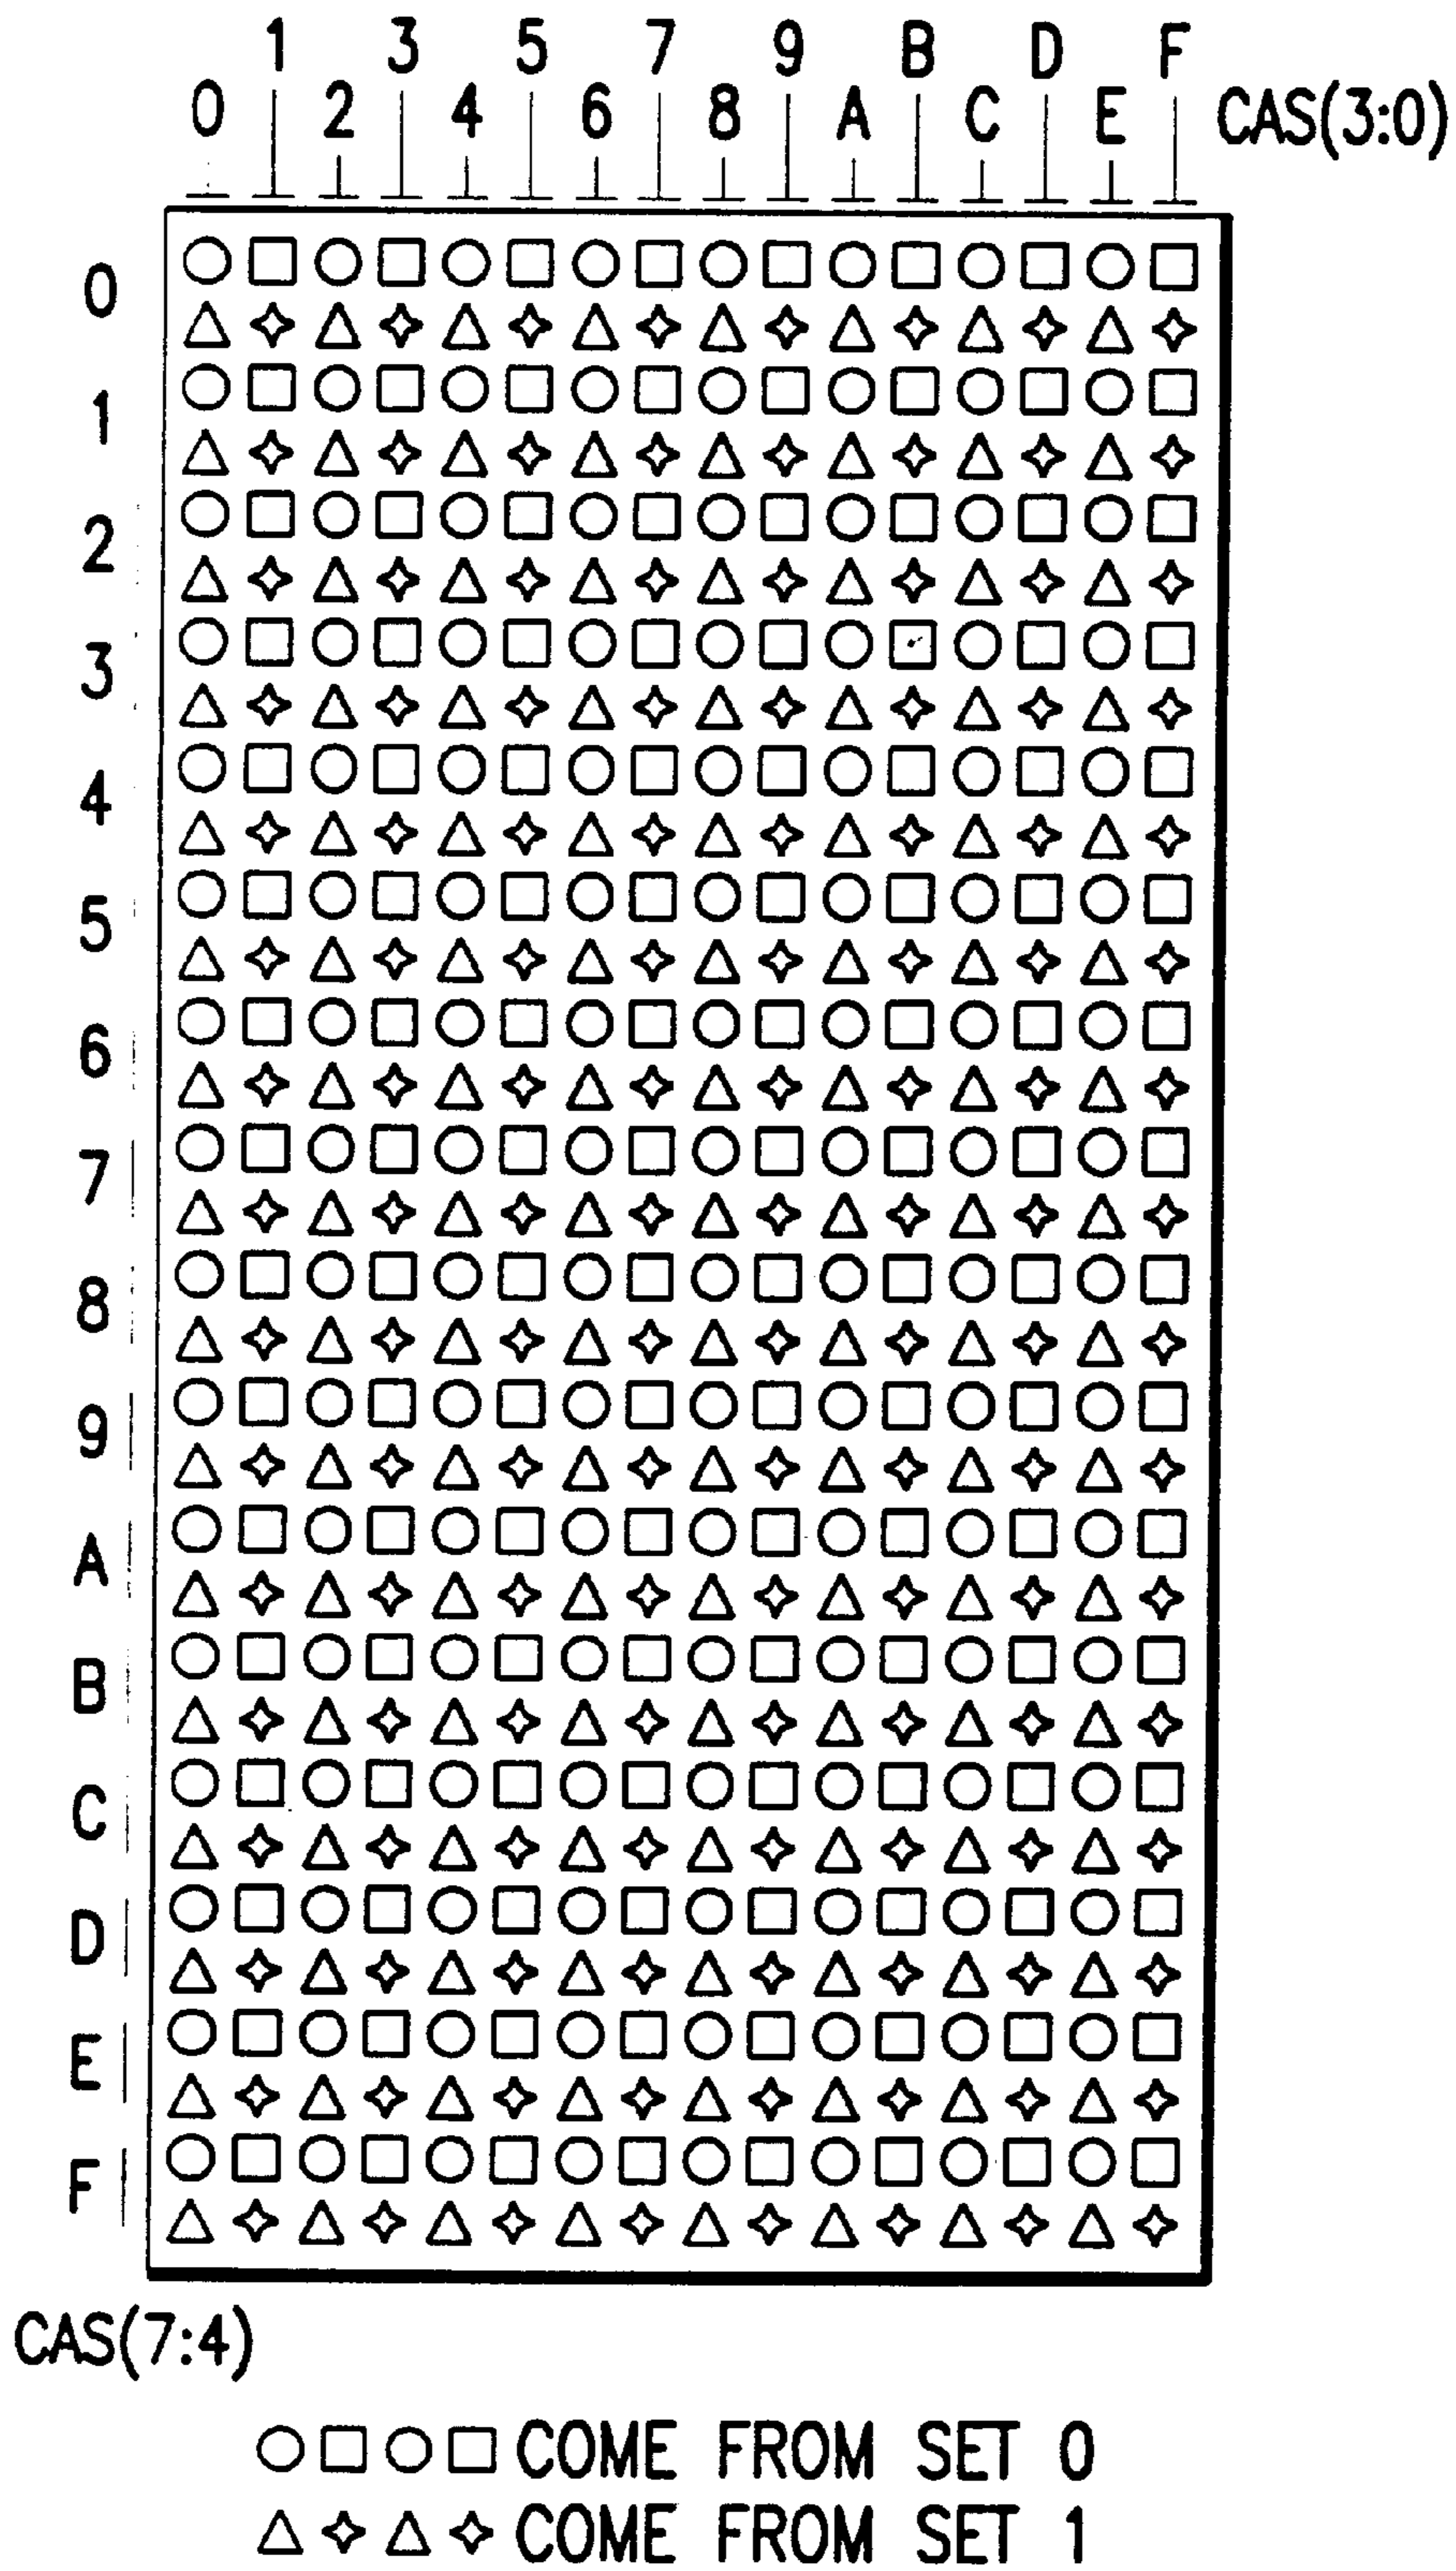 1 3 5 7 9 B D F
0 2 4 6 8 A C E CAS(3:0)
0
1
2
3
4
5
6
7
8
9
A
B
C
D
E
F
CAS(7:4)
COME FROM SET 0
COME FROM SET 1